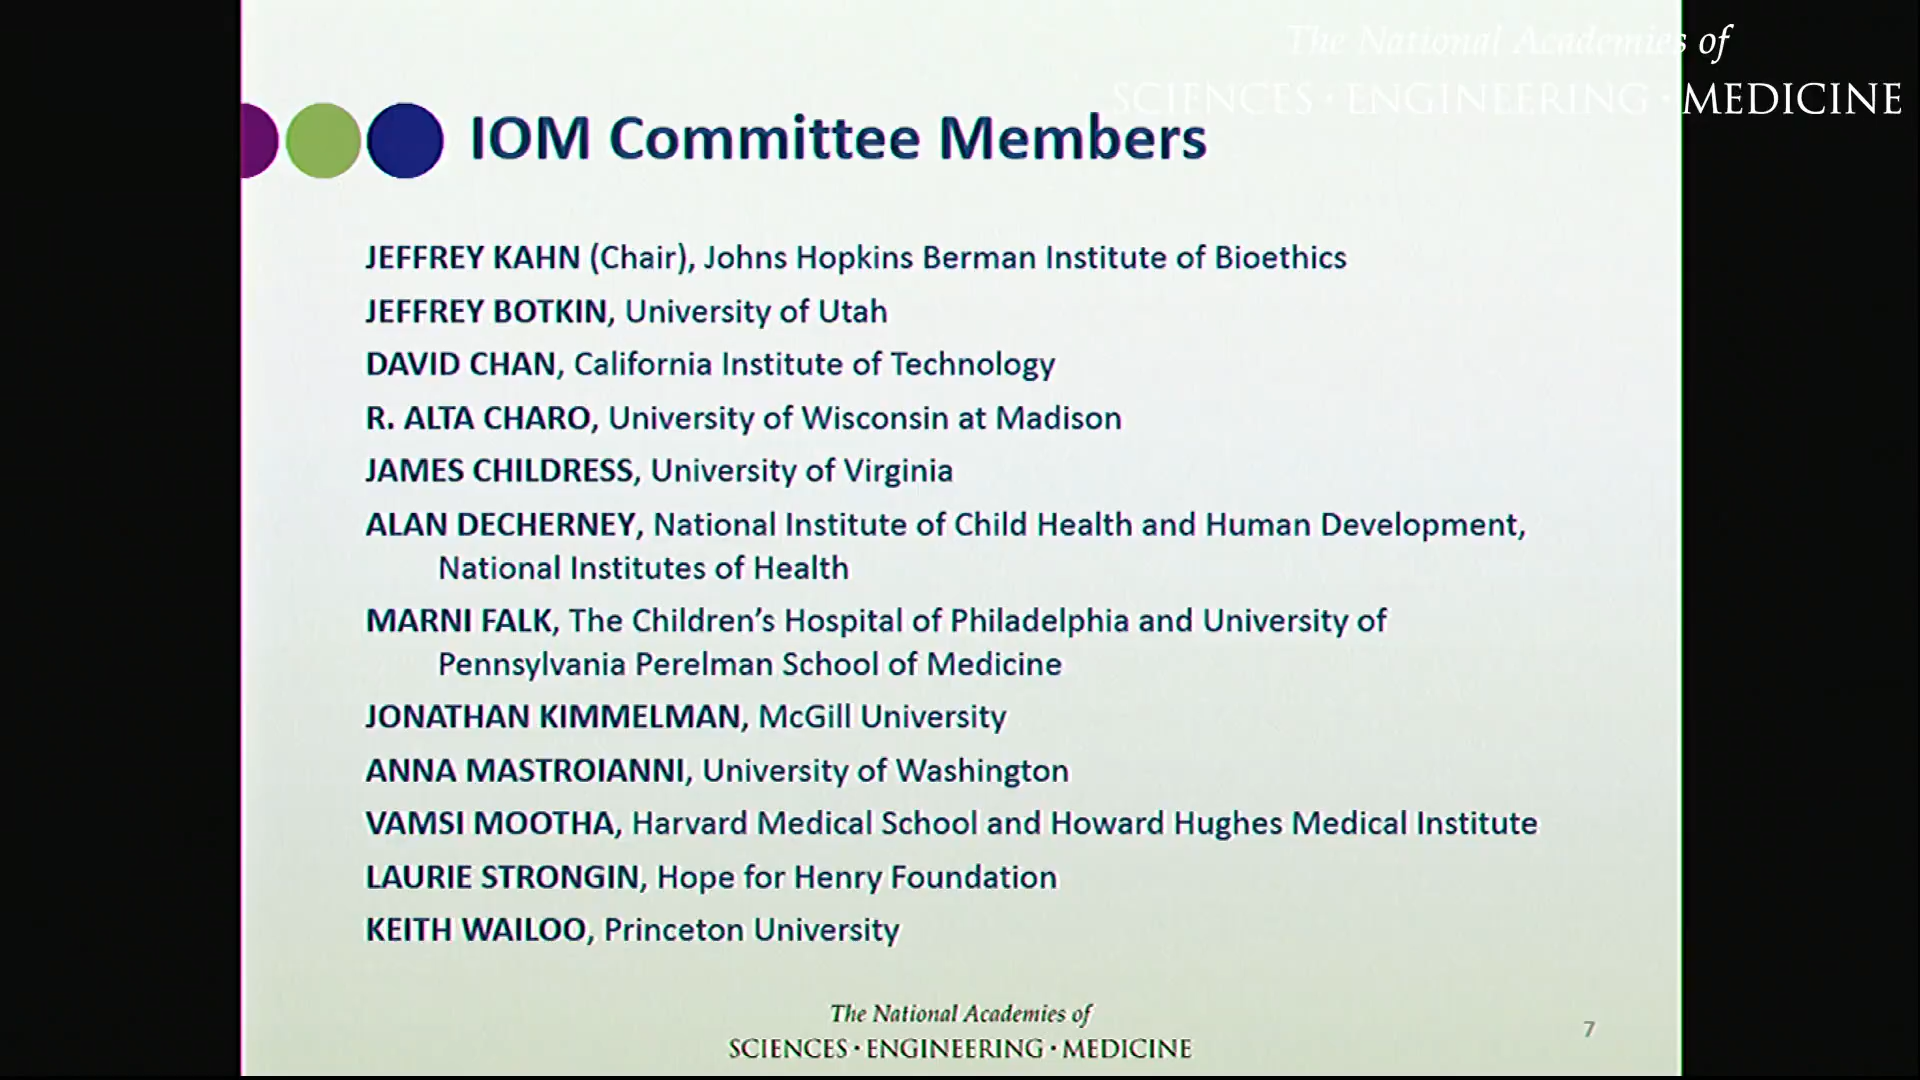 The National Academies of
SCIENCES · ENGINEERING · MEDICINE
IOM Committee Members
JEFFREY KAHN (Chair), Johns Hopkins Berman Institute of Bioethics
JEFFREY BOTKIN, University of Utah
DAVID CHAN, California Institute of Technology
R. ALTA CHARO, University of Wisconsin at Madison
JAMES CHILDRESS, University of Virginia
ALAN DECHERNEY, National Institute of Child Health and Human Development,
National Institutes of Health
MARNI FALK, The Children’s Hospital of Philadelphia and University of
Pennsylvania Perelman School of Medicine
JONATHAN KIMMELMAN, McGill University
ANNA MASTROIANNI, University of Washington
VAMSI MOOTHA, Harvard Medical School and Howard Hughes Medical Institute
LAURIE STRONGIN, Hope for Henry Foundation
KEITH WAILOO, Princeton University
The National Academies of
SCIENCES · ENGINEERING · MEDICINE
7